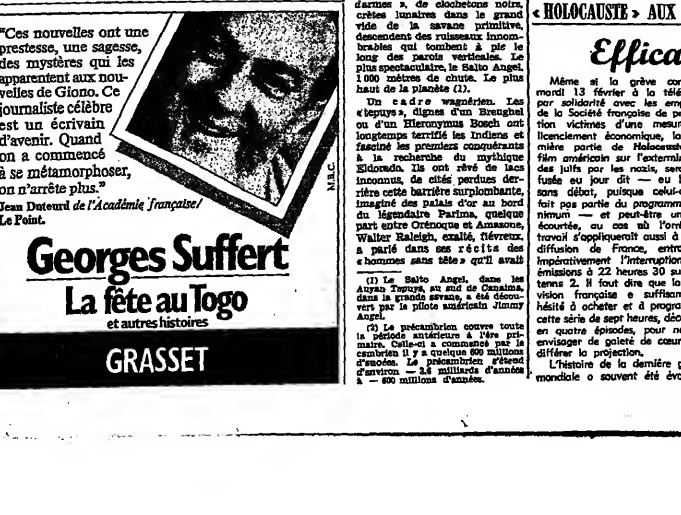 "Ces nouvelles ont une
prestesse, une sagesse,
des mystères qui les
apparentent aux nou-
velles de Giono. Ce
journaliste célèbre
est un écrivain
d'avenir. Quand
on a commencé
à se métamorphoser,
on n'arrête plus."
Jean Dutourd de l'Académie française/
Le Point.
M.B.C.
Georges Suffert
La fête au Togo
et autres histoires
GRASSET
darmes », de clochetons noirs,
crêtes lunaires dans le grand
vide de la savane primitive,
descendent des ruisseaux innom-
brables qui tombent à pic le
long des parois verticales. Le
plus spectaculaire, le Salto Angel,
1 000 mètres de chute. Le plus
haut de la planète (1).
Un cadre wagnérien. Les
« tepuys », dignes d'un Brenghel
ou d'un Hieronymus Bosch ont
longtemps terrifié les Indiens et
fasciné les premiers conquérants
à la recherche du mythique
Eldorado. Ils ont rêvé de lacs
inconnus, de cités perdues der-
rière cette barrière surplombante,
imaginé des palais d'or au bord
du légendaire Parima, quelque
part entre Orénoque et Amazone.
Walter Raleigh, exalté, fiévreux,
a parlé dans ses récits des
« hommes sans tête » qu'il avait
(1) Le Salto Angel, dans les
Auyan Tepuys, au sud de Canaima,
dans la grande savane, a été décou-
vert par le pilote américain Jimmy
Angel.
(2) Le précambrien couvre toute
la période antérieure à l'ère pri-
maire. Celle-ci a commencé par le
cambrien il y a quelque 600 millions
d'années. Le précambrien s'étend
d'environ — 3,6 milliards d'années
à — 600 millions d'années.
« HOLOCAUSTE » AUX
Effica
Même si la grève con
mardi 13 février à la télé
par solidarité avec les em
de la Société française de p
tion victimes d'une mesur
licenciement économique, la
mière partie de Holocauste
film américain sur l'extermi
des juifs par les nazis, ser
fusée au jour dit — eu l
sans débat, puisque celui-c
fait pas partie du programm
nimum — et peut-être un
écourtée, au cas où l'orr
travail s'appliquerait aussi à
diffusion de France, entra
impérativement l'interruption
émissions à 22 heures 30 su
tenne 2. Il faut dire que la
vision française a suffisan
hésité à acheter et à progra
cette série de sept heures, déc
en quatre épisodes, pour n
envisager de gaieté de cœur
différer la projection.
L'histoire de la dernière g
mondiale a souvent été évo